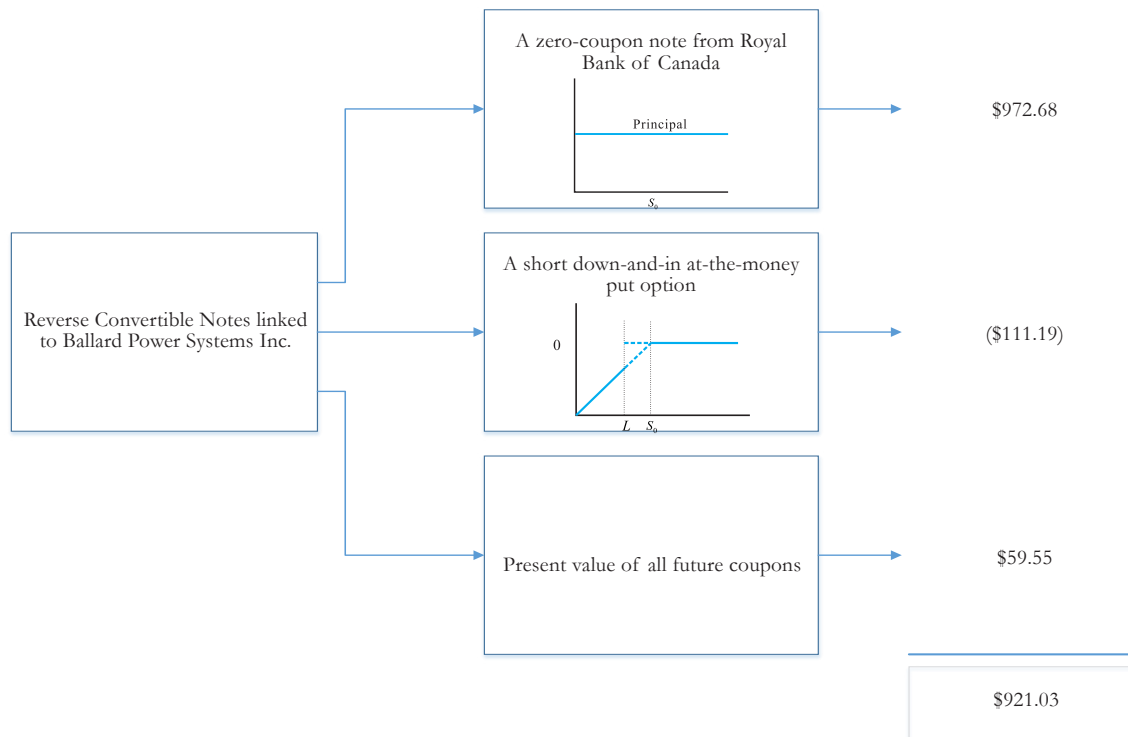 A zero-coupon note from Royal
Bank of Canada
Principal
S₀
$972.68
Reverse Convertible Notes linked
to Ballard Power Systems Inc.
A short down-and-in at-the-money
put option
0
L S₀
($111.19)
Present value of all future coupons
$59.55
$921.03